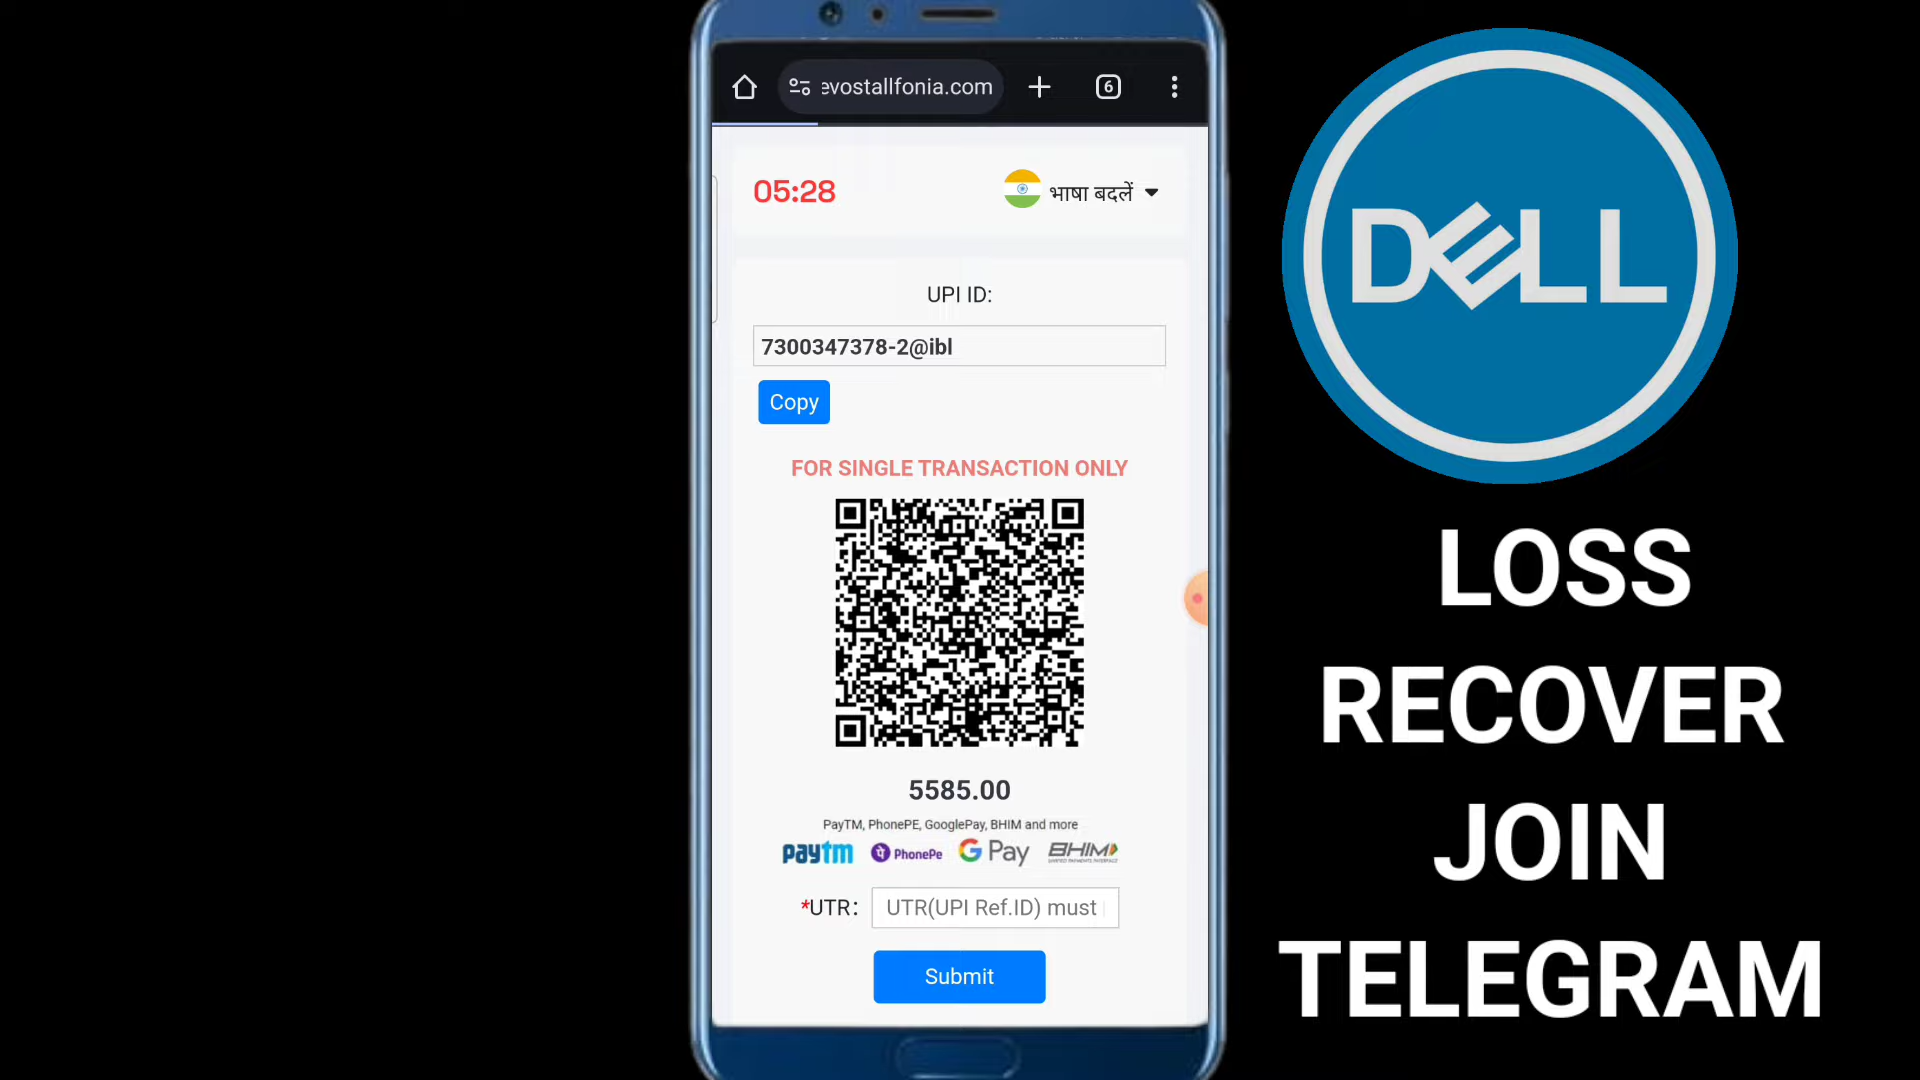 evostallfonia.com
6
05:28
भाषा बदलें
UPI ID:
7300347378-2@ibl
Copy
FOR SINGLE TRANSACTION ONLY
5585.00
PayTM, PhonePE, GooglePay, BHIM and more
paytm PhonePe G Pay BHIM
*UTR: UTR(UPI Ref.ID) must
Submit
DELL
LOSS
RECOVER
JOIN
TELEGRAM